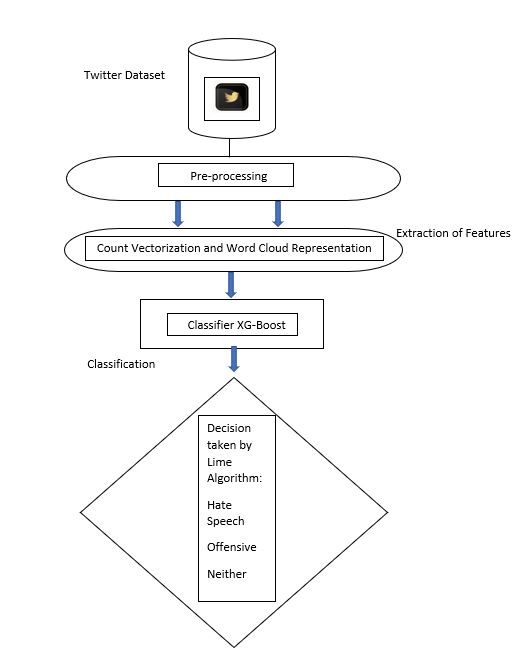 Twitter Dataset
Pre-processing
Extraction of Features
Count Vectorization and Word Cloud Representation
Classifier XG-Boost
Classification
Decision
taken by
Lime
Algorithm:
Hate
Speech
Offensive
Neither